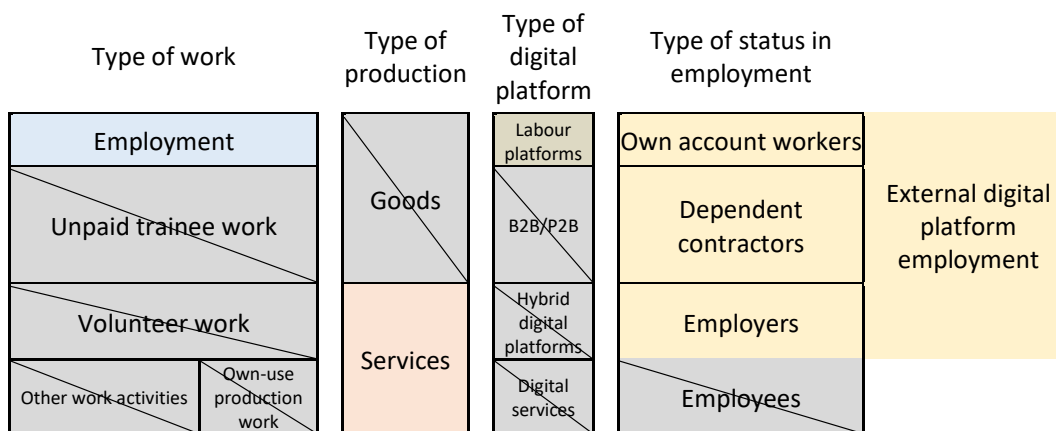 Type of work
Type of
production
Type of
digital
platform
Type of status in
employment
Employment
Unpaid trainee work
Volunteer work
Other work activities
Own-use
production
work
Goods
Services
Labour
platforms
B2B/P2B
Hybrid
digital
platforms
Digital
services
Own account workers
Dependent
contractors
Employers
Employees
External digital
platform
employment